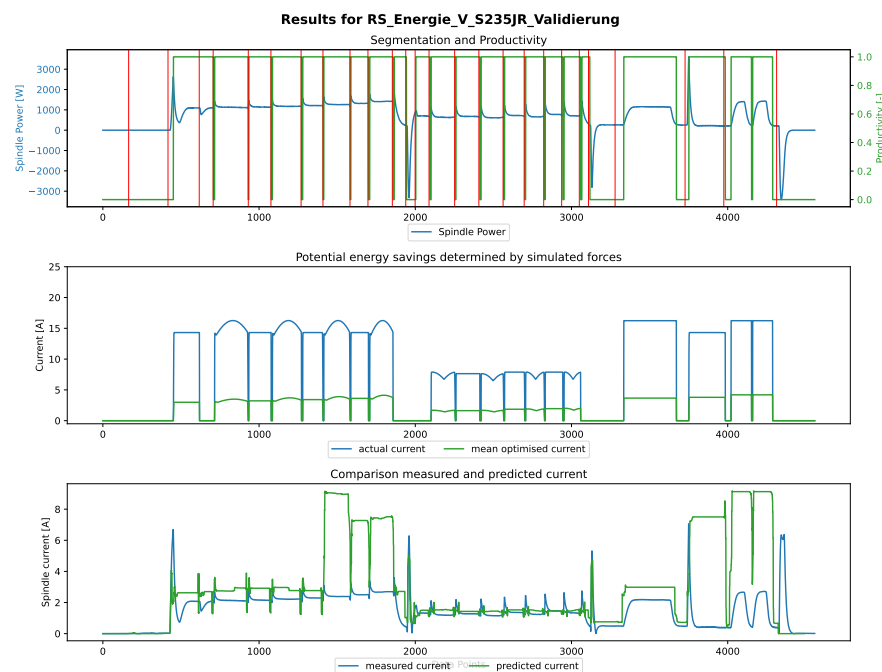 Results for RS_Energie_V_S235JR_Validierung
Segmentation and Productivity
Spindle Power [W]
3000
2000
1000
0
−1000
−2000
−3000
1.0
0.8
0.6
0.4
0.2
0.0
Productivity [-]
0 1000 2000 3000 4000
Spindle Power
Potential energy savings determined by simulated forces
Current [A]
25
20
15
10
5
0
0 1000 2000 3000 4000
actual current mean optimised current
Comparison measured and predicted current
Spindle current [A]
8
6
4
2
0
0 1000 2000 3000 4000
measured current predicted current